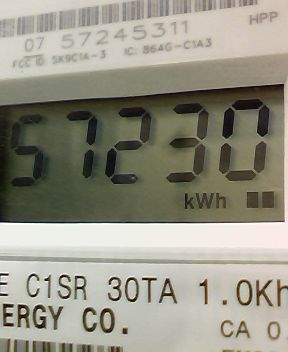 HPP
07 57245311
FCC ID: SK9C1A-3 IC: 864G-C1A3
57230
kWh
E C1SR 30TA 1.0Kh
ERGY CO.
CA 0.